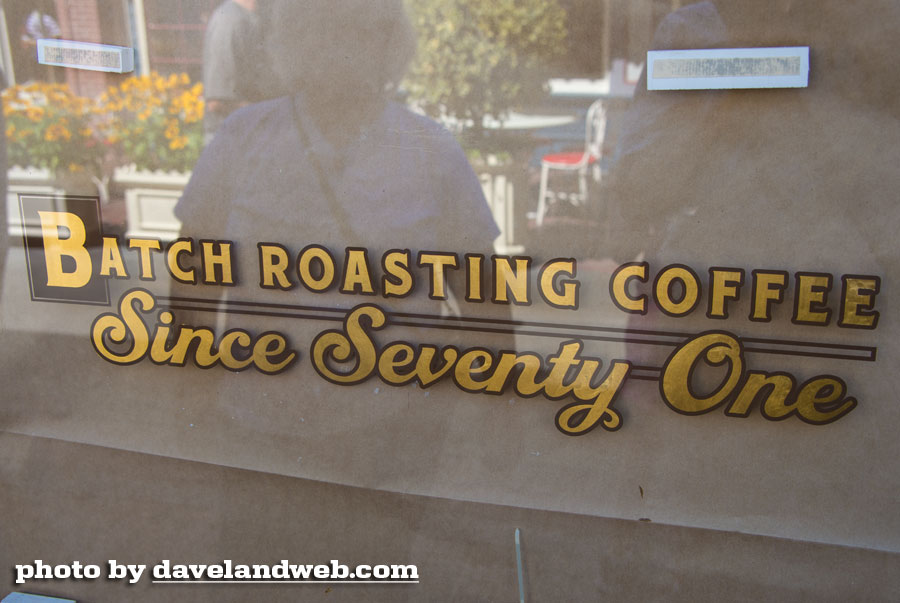 BATCH ROASTING COFFEE
Since Seventy One
photo by davelandweb.com